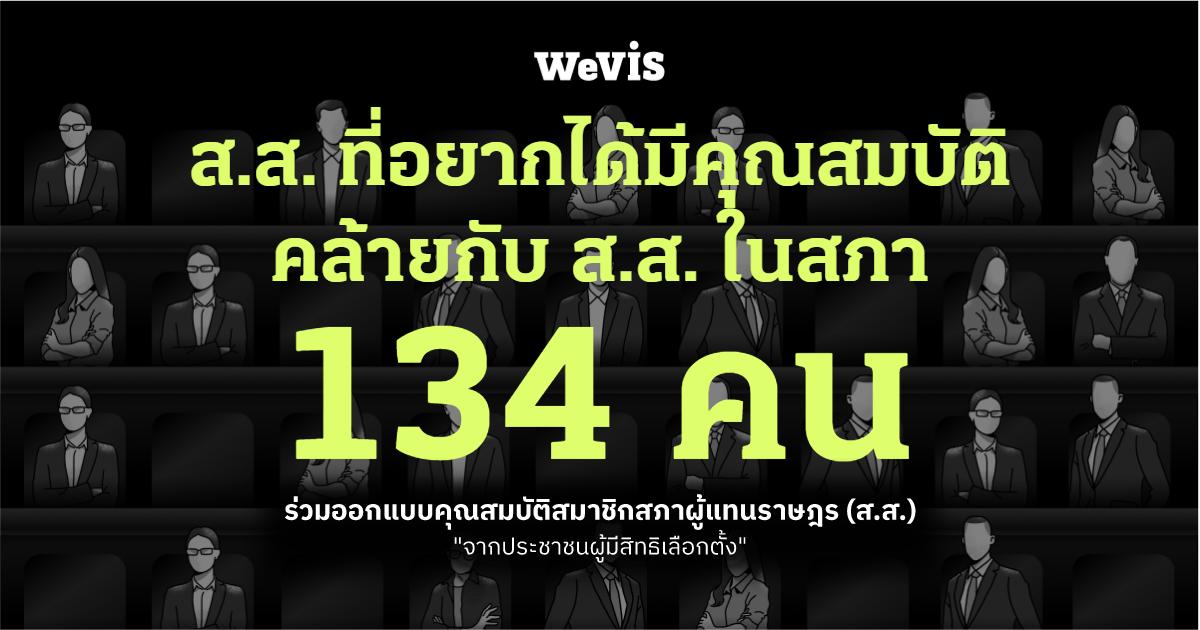 WeVIS
ส.ส. ที่อยากได้มีคุณสมบัติ
คล้ายกับ ส.ส. ในสภา
134 คน
ร่วมออกแบบคุณสมบัติสมาชิกสภาผู้แทนราษฎร (ส.ส.)
"จากประชาชนผู้มีสิทธิเลือกตั้ง"